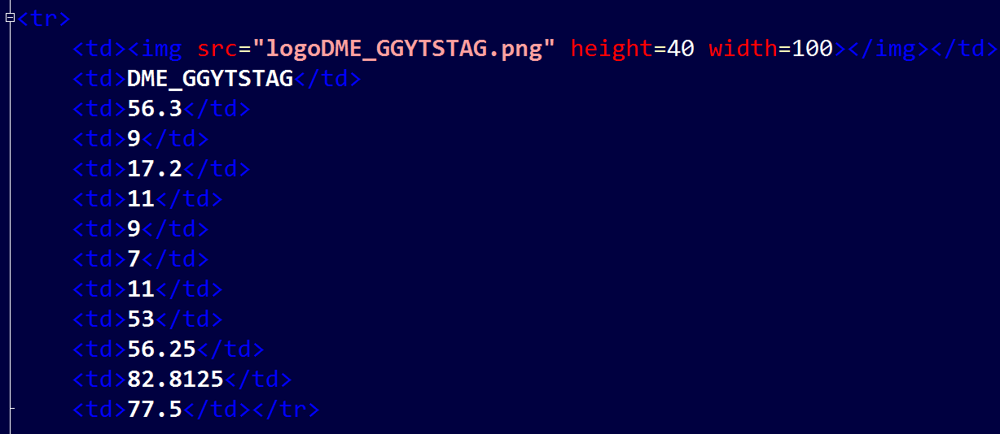 <tr>
<td><img src="logoDME_GGYTSTAG.png" height=40 width=100></img></td>
<td>DME_GGYTSTAG</td>
<td>56.3</td>
<td>9</td>
<td>17.2</td>
<td>11</td>
<td>9</td>
<td>7</td>
<td>11</td>
<td>53</td>
<td>56.25</td>
<td>82.8125</td>
<td>77.5</td></tr>